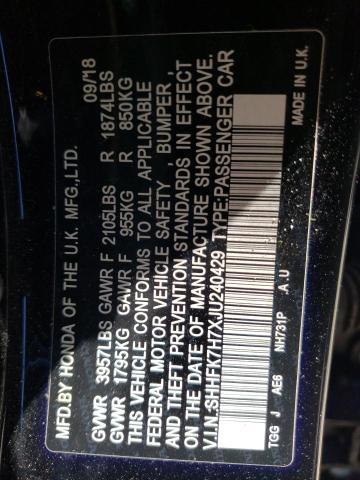 MFD.BY HONDA OF THE U.K. MFG.,LTD. 09/18
GVWR 3957LBS GAWR F 2105LBS R 1874LBS
GVWR 1795KG GAWR F 955KG R 850KG
THIS VEHICLE CONFORMS TO ALL APPLICABLE
FEDERAL MOTOR VEHICLE SAFETY , BUMPER ,
AND THEFT PREVENTION STANDARDS IN EFFECT
ON THE DATE OF MANUFACTURE SHOWN ABOVE.
V.I.N.:SHHFK7H7XJU240429 TYPE:PASSENGER CAR
TGG J AE6 NH731P A.U MADE IN U.K.